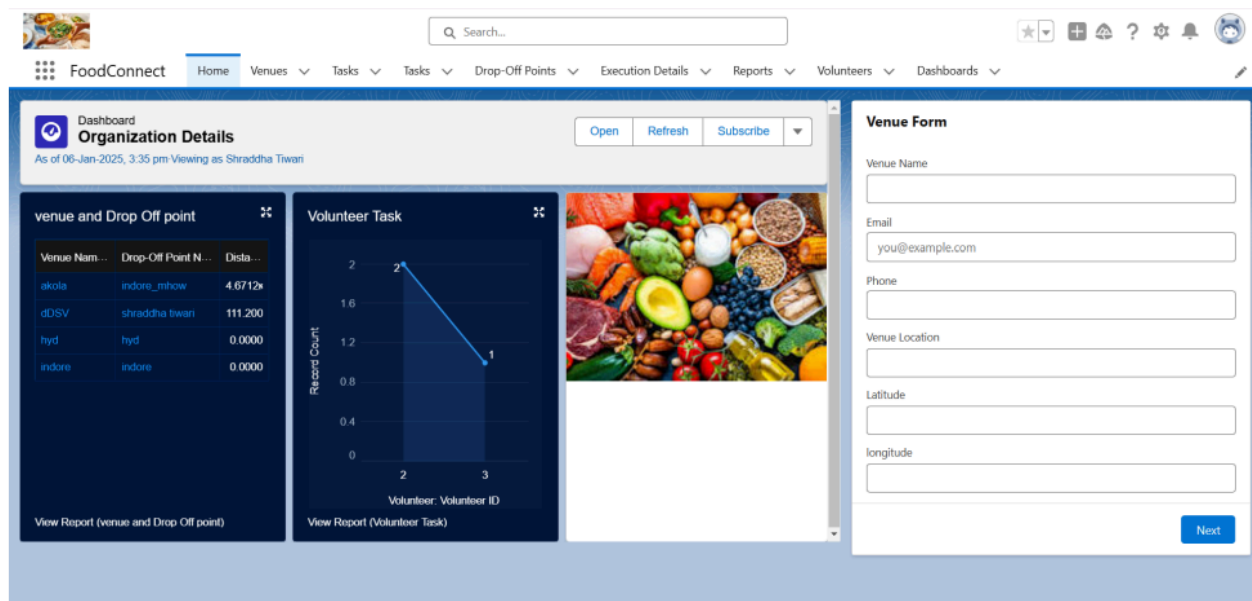 Search...
FoodConnect Home Venues Tasks Tasks Drop-Off Points Execution Details Reports Volunteers Dashboards
Dashboard
Organization Details
As of 06-Jan-2025, 3:35 pm·Viewing as Shraddha Tiwari
Open Refresh Subscribe
venue and Drop Off point
Venue Nam... Drop-Off Point N... Dista...
akola indore_mhow 4.6712
dDSV shraddha tiwari 111.200
hyd hyd 0.0000
indore indore 0.0000
View Report (venue and Drop Off point)
Volunteer Task
Record Count
2
1.6
1.2
0.8
0.4
0
2
1
2 3
Volunteer: Volunteer ID
View Report (Volunteer Task)
Venue Form
Venue Name
Email
you@example.com
Phone
Venue Location
Latitude
longitude
Next